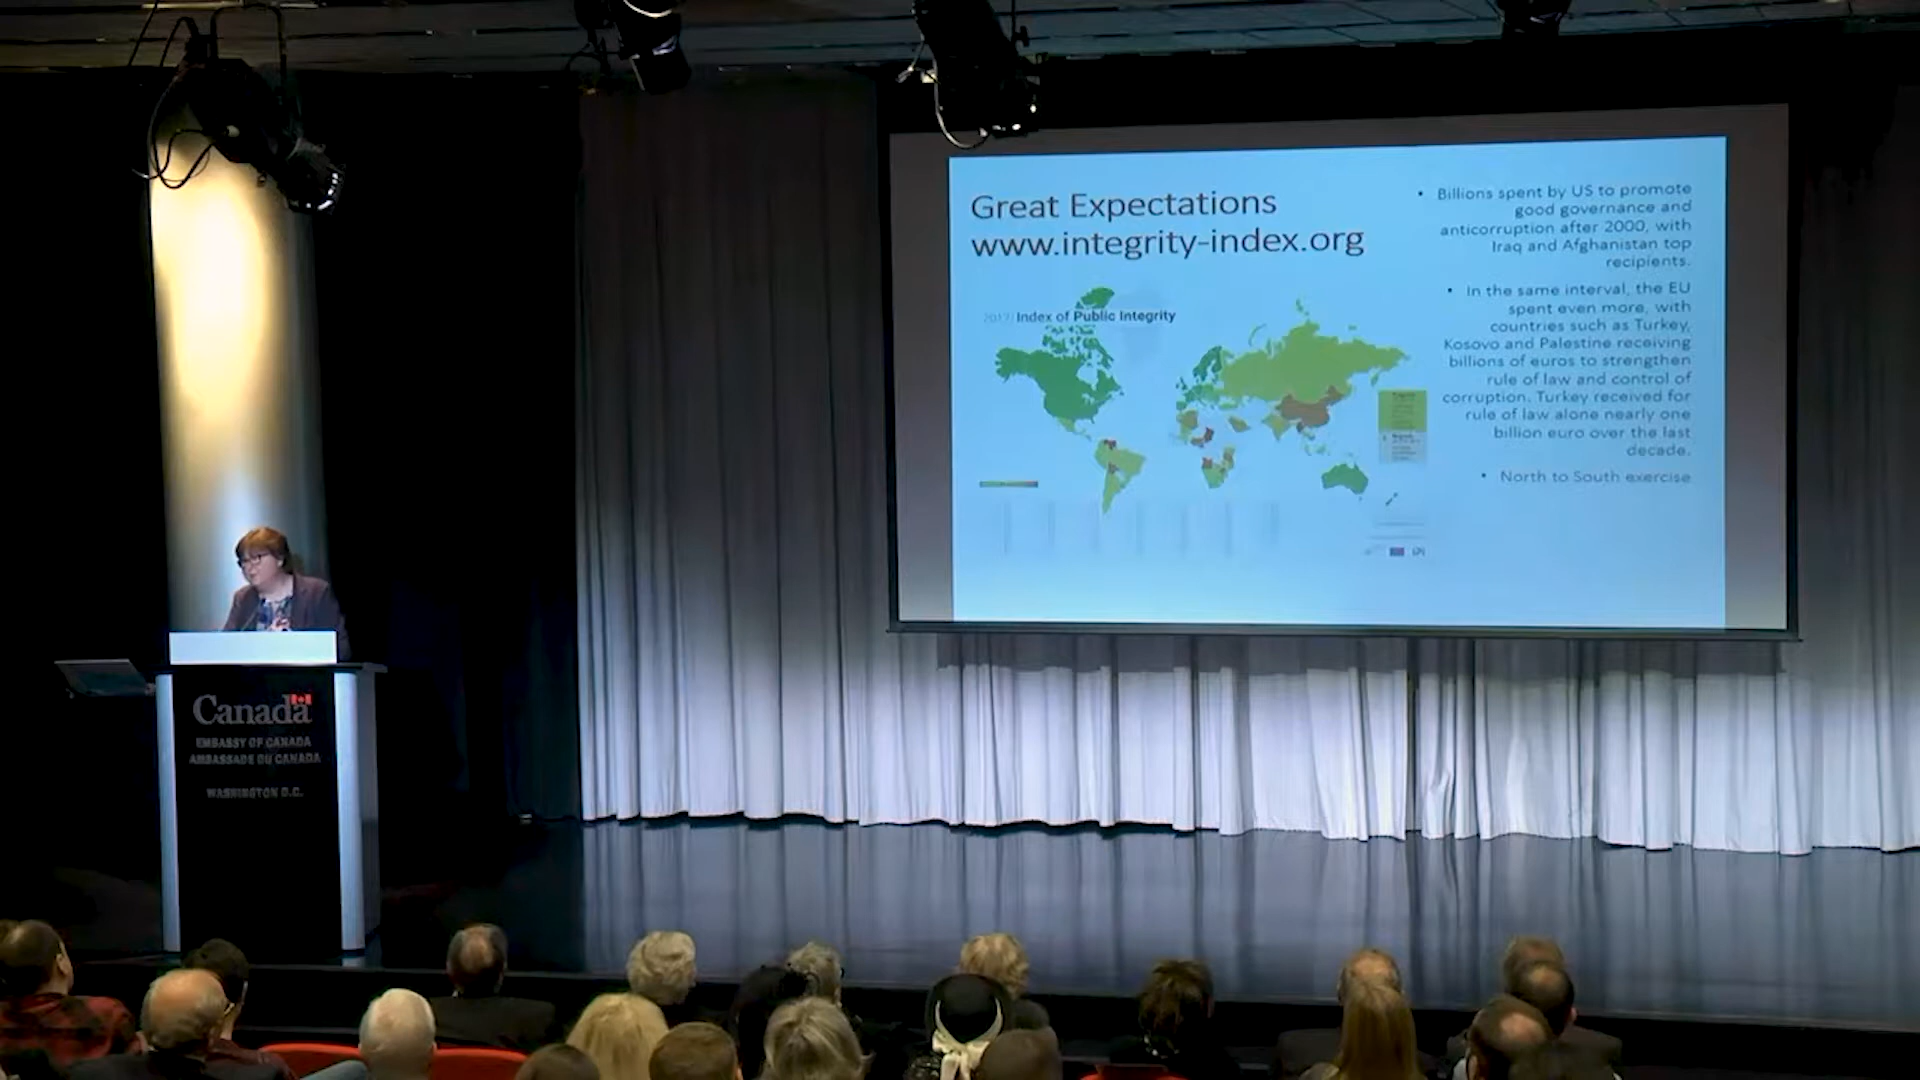 Great Expectations
www.integrity-index.org
2017 Index of Public Integrity
• Billions spent by US to promote
good governance and
anticorruption after 2000, with
Iraq and Afghanistan top
recipients.
• In the same interval, the EU
spent even more, with
countries such as Turkey,
Kosovo and Palestine receiving
billions of euros to strengthen
rule of law and control of
corruption. Turkey received for
rule of law alone nearly one
billion euro over the last
decade.
• North to South exercise
Canada
EMBASSY OF CANADA
AMBASSADE DU CANADA
WASHINGTON D.C.